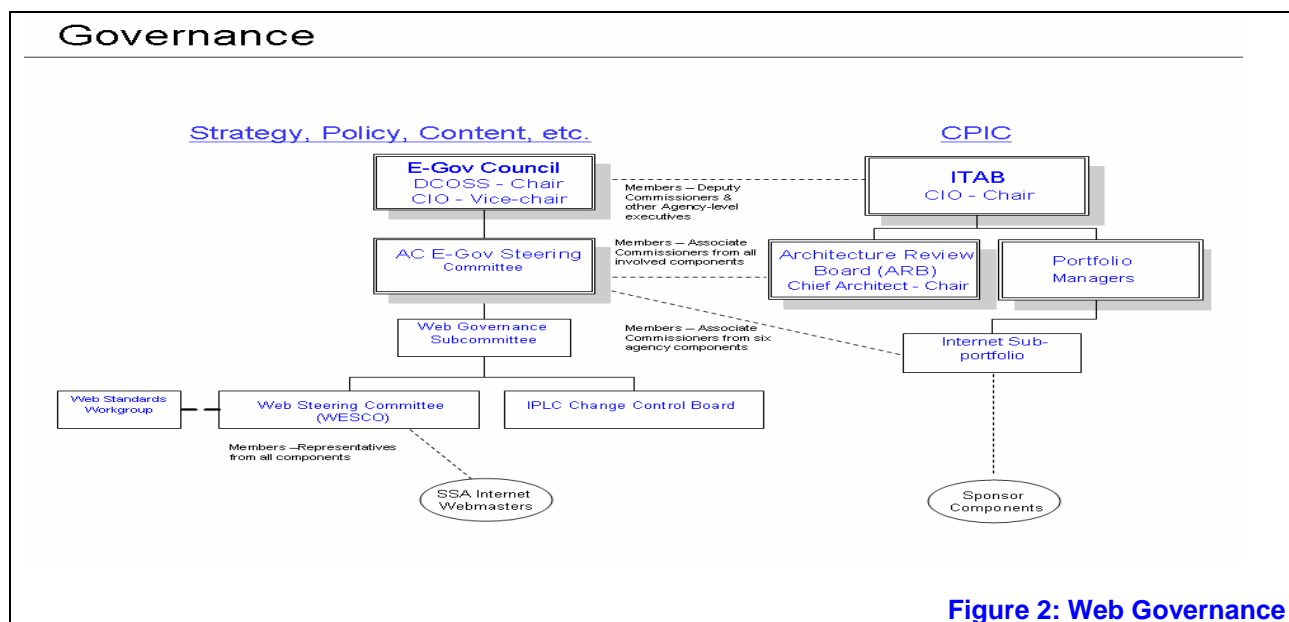 Governance
Strategy, Policy, Content, etc.
CPIC
E-Gov Council
DCOSS - Chair
CIO - Vice-chair
Members – Deputy
Commissioners &
other Agency-level
executives
ITAB
CIO - Chair
AC E-Gov Steering
Committee
Members – Associate
Commissioners from all
involved components
Architecture Review
Board (ARB)
Chief Architect - Chair
Portfolio
Managers
Web Governance
Subcommittee
Members – Associate
Commissioners from six
agency components
Internet Sub-
portfolio
Web Standards
Workgroup
Web Steering Committee
(WESCO)
IPLC Change Control Board
Members –Representatives
from all components
SSA Internet
Webmasters
Sponsor
Components
Figure 2: Web Governance